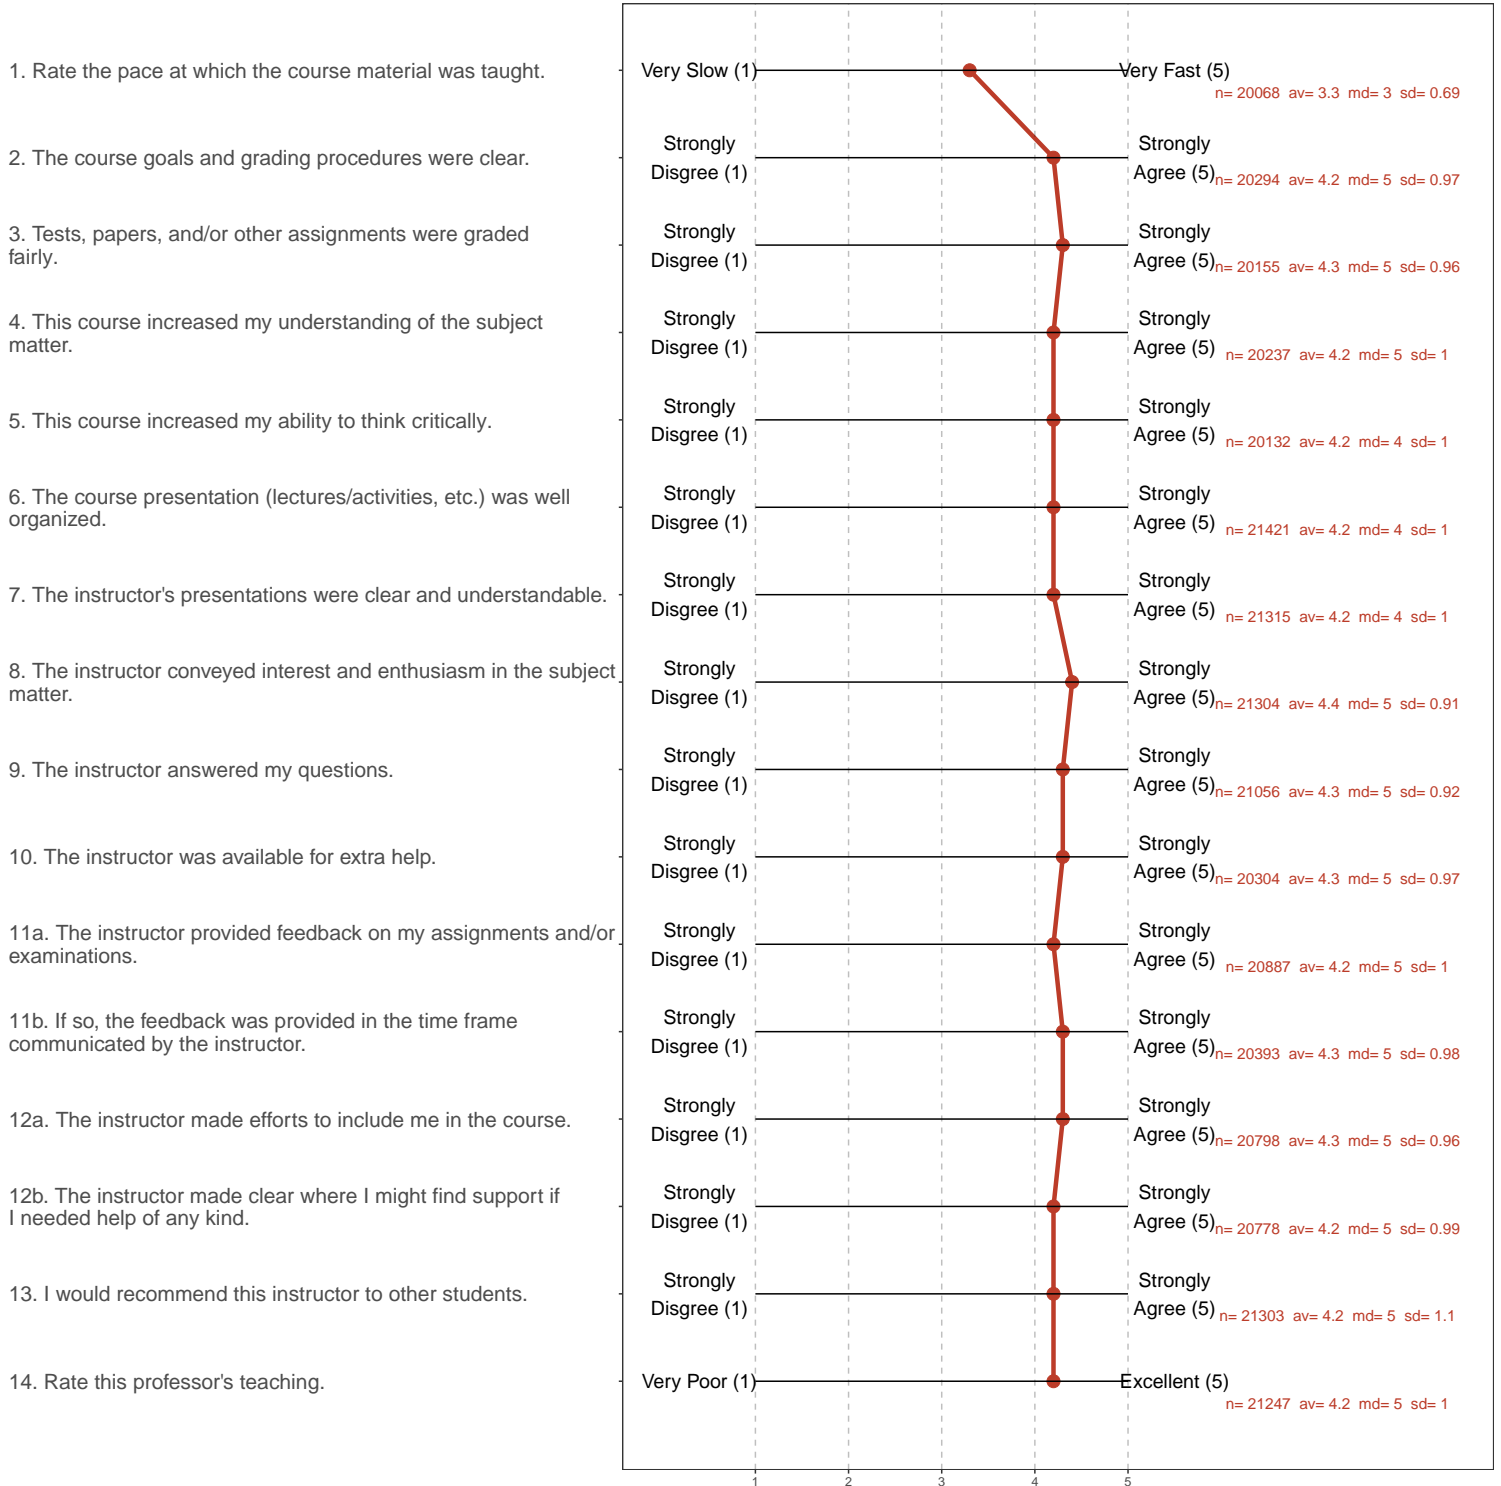 1. Rate the pace at which the course material was taught.
Very Slow (1)
Very Fast (5)
n= 20068 av= 3.3 md= 3 sd= 0.69
2. The course goals and grading procedures were clear.
Strongly
Disgree (1)
Strongly
Agree (5)
n= 20294 av= 4.2 md= 5 sd= 0.97
3. Tests, papers, and/or other assignments were graded
fairly.
Strongly
Disgree (1)
Strongly
Agree (5)
n= 20155 av= 4.3 md= 5 sd= 0.96
4. This course increased my understanding of the subject
matter.
Strongly
Disgree (1)
Strongly
Agree (5)
n= 20237 av= 4.2 md= 5 sd= 1
5. This course increased my ability to think critically.
Strongly
Disgree (1)
Strongly
Agree (5)
n= 20132 av= 4.2 md= 4 sd= 1
6. The course presentation (lectures/activities, etc.) was well
organized.
Strongly
Disgree (1)
Strongly
Agree (5)
n= 21421 av= 4.2 md= 4 sd= 1
7. The instructor's presentations were clear and understandable.
Strongly
Disgree (1)
Strongly
Agree (5)
n= 21315 av= 4.2 md= 4 sd= 1
8. The instructor conveyed interest and enthusiasm in the subject
matter.
Strongly
Disgree (1)
Strongly
Agree (5)
n= 21304 av= 4.4 md= 5 sd= 0.91
9. The instructor answered my questions.
Strongly
Disgree (1)
Strongly
Agree (5)
n= 21056 av= 4.3 md= 5 sd= 0.92
10. The instructor was available for extra help.
Strongly
Disgree (1)
Strongly
Agree (5)
n= 20304 av= 4.3 md= 5 sd= 0.97
11a. The instructor provided feedback on my assignments and/or
examinations.
Strongly
Disgree (1)
Strongly
Agree (5)
n= 20887 av= 4.2 md= 5 sd= 1
11b. If so, the feedback was provided in the time frame
communicated by the instructor.
Strongly
Disgree (1)
Strongly
Agree (5)
n= 20393 av= 4.3 md= 5 sd= 0.98
12a. The instructor made efforts to include me in the course.
Strongly
Disgree (1)
Strongly
Agree (5)
n= 20798 av= 4.3 md= 5 sd= 0.96
12b. The instructor made clear where I might find support if
I needed help of any kind.
Strongly
Disgree (1)
Strongly
Agree (5)
n= 20778 av= 4.2 md= 5 sd= 0.99
13. I would recommend this instructor to other students.
Strongly
Disgree (1)
Strongly
Agree (5)
n= 21303 av= 4.2 md= 5 sd= 1.1
14. Rate this professor's teaching.
Very Poor (1)
Excellent (5)
n= 21247 av= 4.2 md= 5 sd= 1
1 2 3 4 5